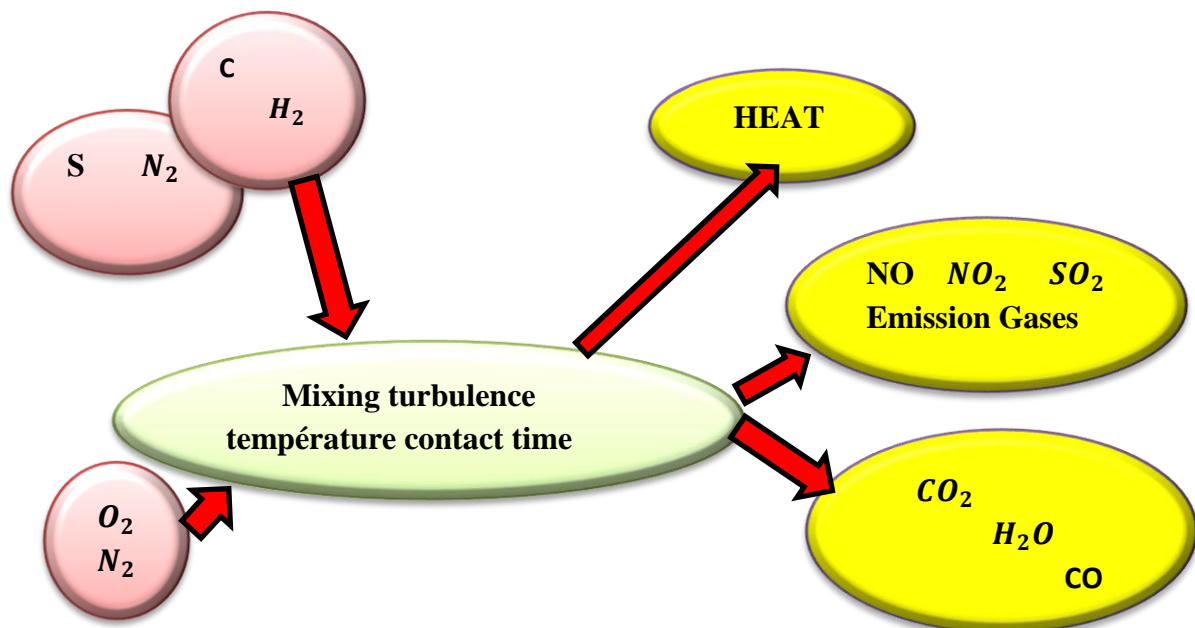 C
H₂
S N₂
HEAT
NO NO₂ SO₂
Emission Gases
Mixing turbulence
température contact time
O₂
N₂
CO₂
H₂O
CO